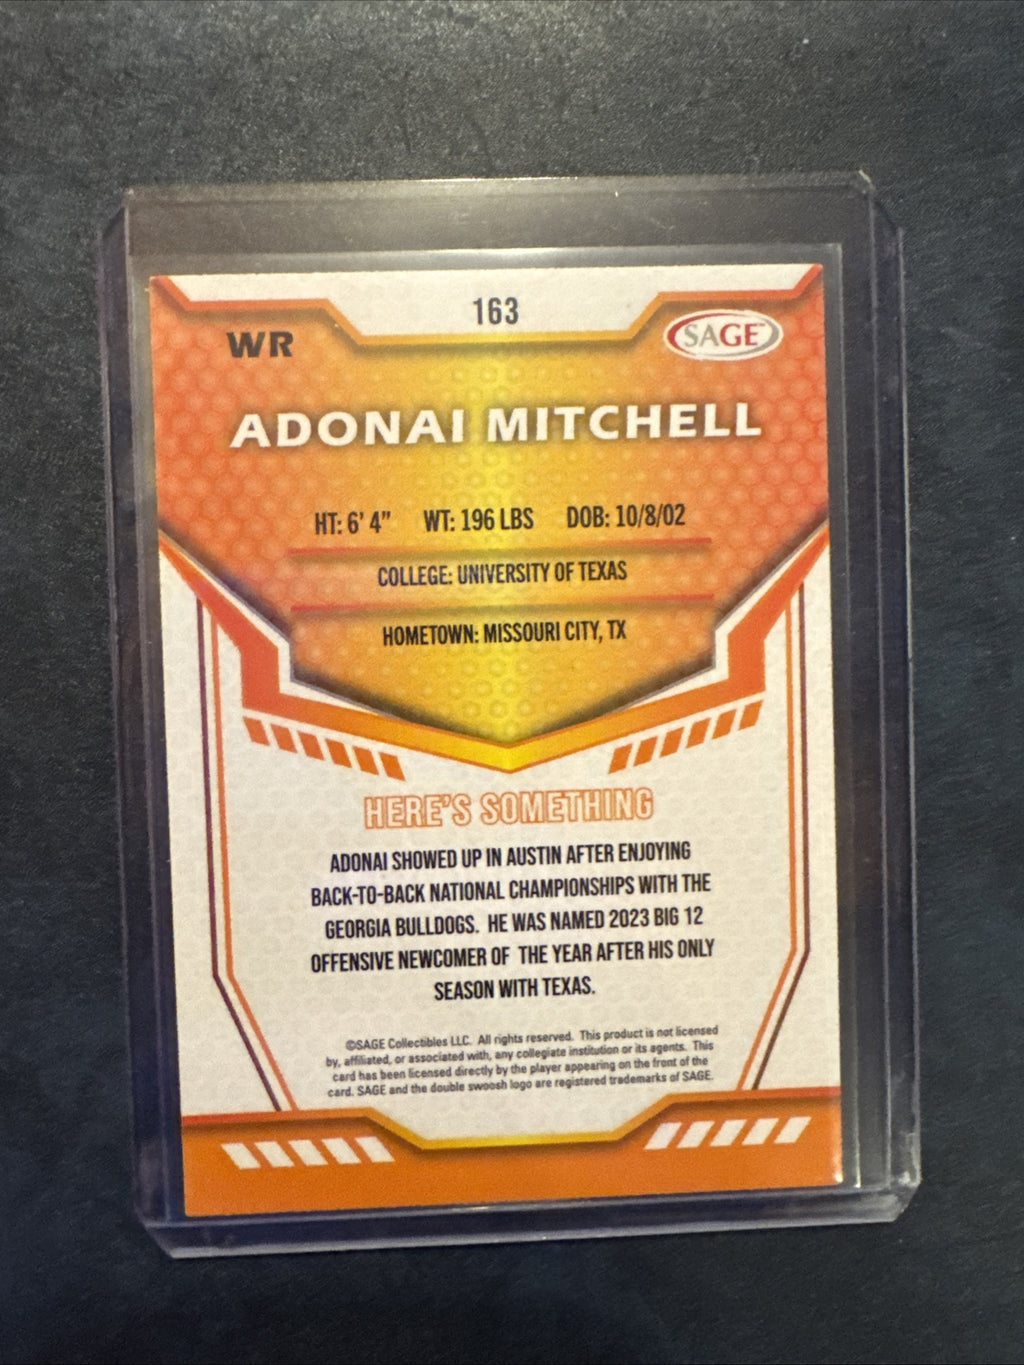 163
WR
SAGE™
ADONAI MITCHELL
HT: 6' 4" WT: 196 LBS DOB: 10/8/02
COLLEGE: UNIVERSITY OF TEXAS
HOMETOWN: MISSOURI CITY, TX
HERE'S SOMETHING
ADONAI SHOWED UP IN AUSTIN AFTER ENJOYING
BACK-TO-BACK NATIONAL CHAMPIONSHIPS WITH THE
GEORGIA BULLDOGS. HE WAS NAMED 2023 BIG 12
OFFENSIVE NEWCOMER OF THE YEAR AFTER HIS ONLY
SEASON WITH TEXAS.
©SAGE Collectibles LLC. All rights reserved. This product is not licensed
by, affiliated, or associated with, any collegiate institution or its agents. This
card has been licensed directly by the player appearing on the front of the
card. SAGE and the double swoosh logo are registered trademarks of SAGE.